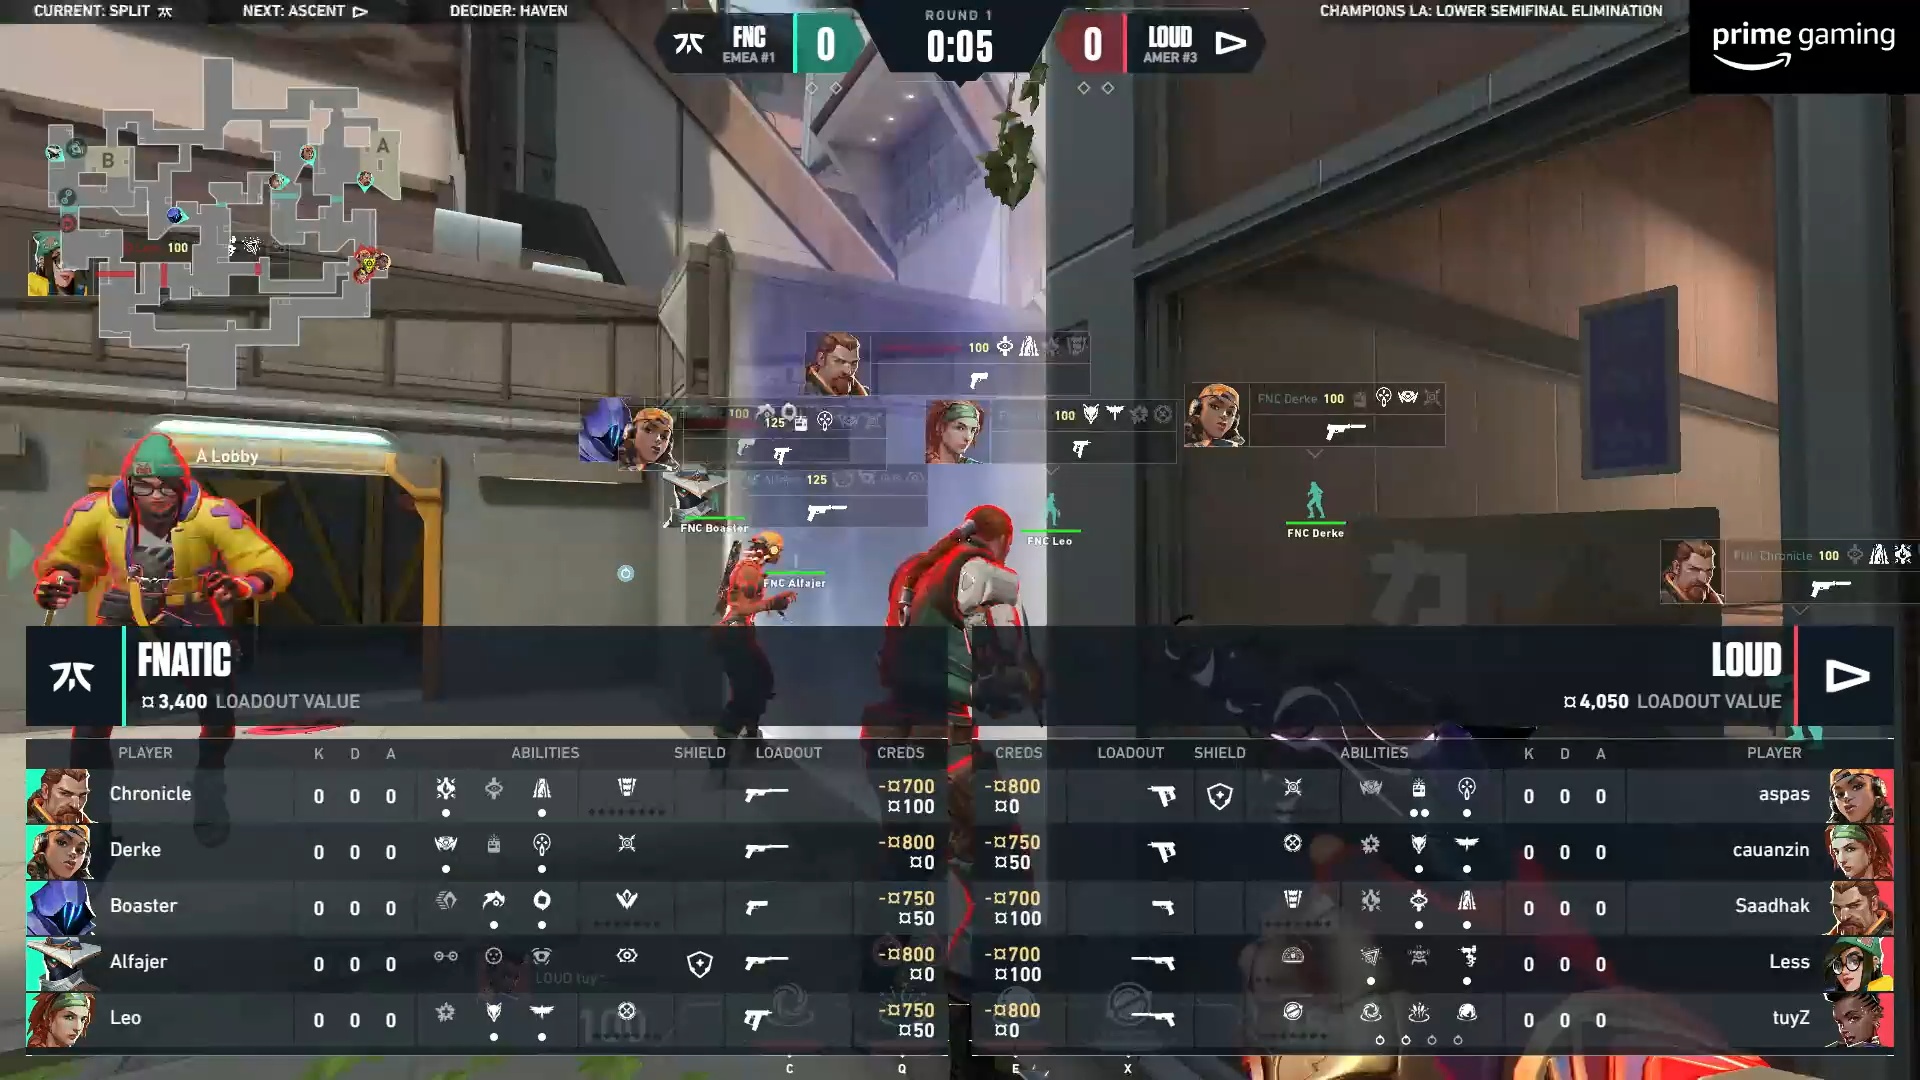 CURRENT: SPLIT
NEXT: ASCENT
DECIDER: HAVEN
FNC
EMEA #1
0
ROUND 1
0:05
0
LOUD
AMER #3
CHAMPIONS LA: LOWER SEMIFINAL ELIMINATION
prime gaming
B
A
100
A Lobby
100
100
125
100
FNC Derke 100
125
FNC Boaster
FNC Leo
FNC Derke
FNC Alfajer
Chronicle 100
FNATIC
3,400 LOADOUT VALUE
LOUD
4,050 LOADOUT VALUE
PLAYER K D A ABILITIES SHIELD LOADOUT CREDS
Chronicle 0 0 0 -¤700 ¤100
Derke 0 0 0 -¤800 ¤0
Boaster 0 0 0 -¤750 ¤50
Alfajer 0 0 0 -¤800 ¤0
Leo 0 0 0 -¤750 ¤50
CREDS LOADOUT SHIELD ABILITIES K D A PLAYER
-¤800 ¤0 0 0 0 aspas
-¤750 ¤50 0 0 0 cauanzin
-¤700 ¤100 0 0 0 Saadhak
-¤700 ¤100 0 0 0 Less
-¤800 ¤0 0 0 0 tuyZ
100
C Q E X